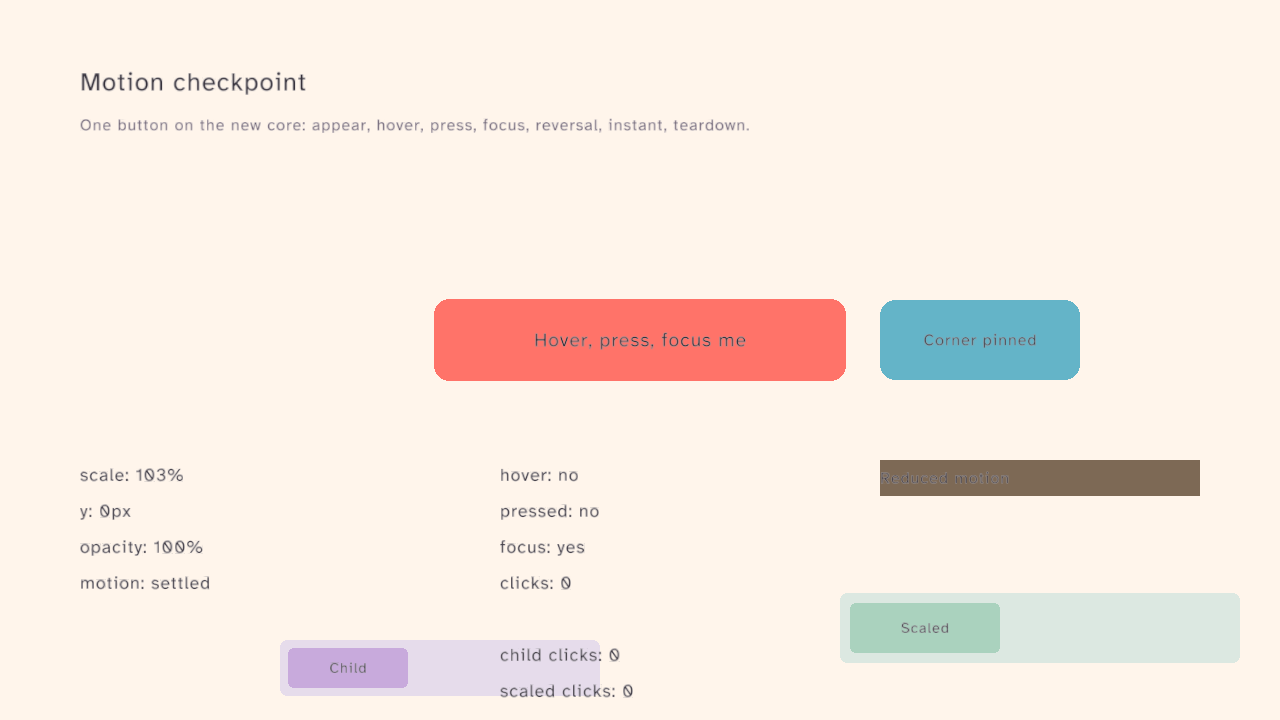 Motion checkpoint
One button on the new core: appear, hover, press, focus, reversal, instant, teardown.
Hover, press, focus me
Corner pinned
scale: 103%
y: 0px
opacity: 100%
motion: settled
hover: no
pressed: no
focus: yes
clicks: 0
Reduced motion
Scaled
Child
child clicks: 0
scaled clicks: 0